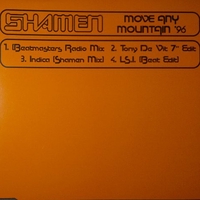 SHAMEN
MOVE ANY
MOUNTAIN '96
1. (Beatmasters Radio Mix) 2. Tony De Vit 7" Edit
3. Indica (Shaman Mix) 4. L.S.I. (Beat Edit)